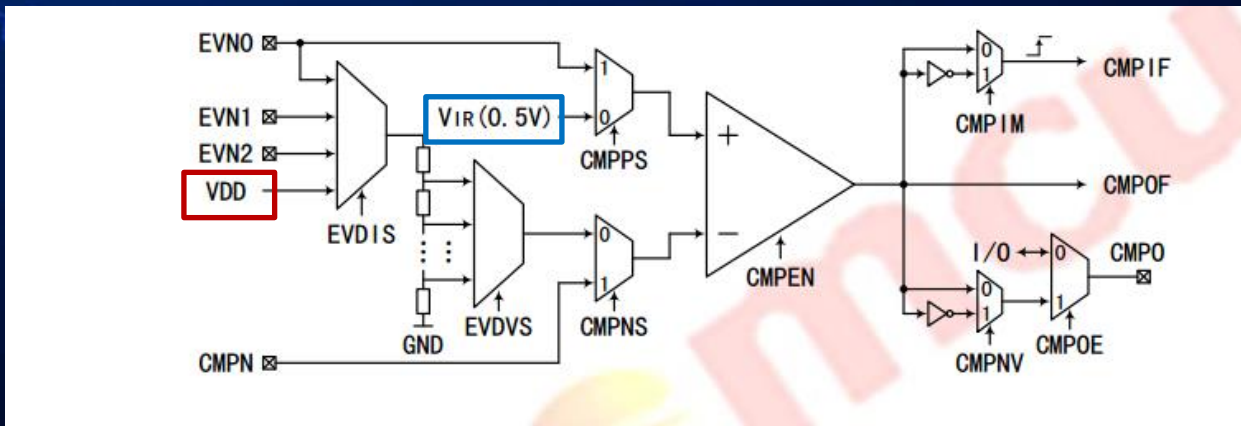 EVN0
EVN1
EVN2
VDD
EVDIS
VIR(0.5V)
1
0
CMPPS
+
−
CMPEN
0
1
CMPIM
CMPIF
CMPOF
EVDVS
GND
0
1
CMPNS
CMPN
I/O
0
1
CMPNV
0
1
CMPOE
CMPO
mcu